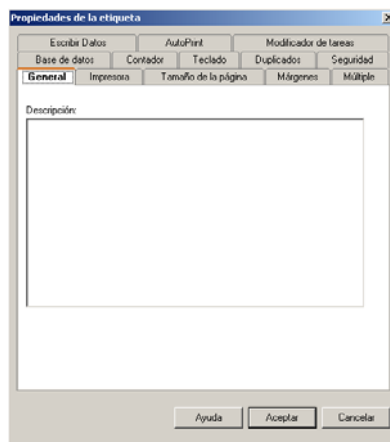 Propiedades de la etiqueta
Escribir Datos AutoPrint Modificador de tareas
Base de datos Contador Teclado Duplicados Seguridad
General Impresora Tamaño de la página Márgenes Múltiple
Descripción:
Ayuda Aceptar Cancelar